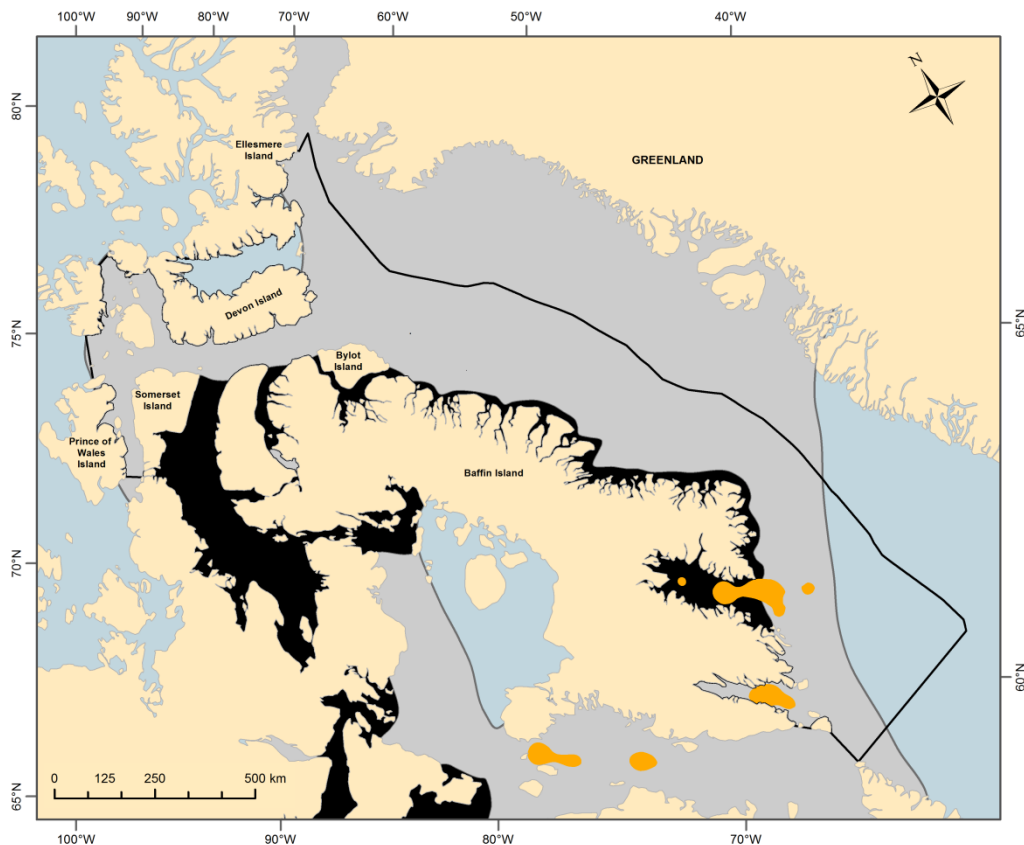 100°W 90°W 80°W 70°W 60°W 50°W 40°W
N
80°N
Ellesmere
Island
GREENLAND
Devon Island
75°N
65°N
Bylot
Island
Somerset
Island
Prince of
Wales
Island
Baffin Island
70°N
60°N
0 125 250 500 km
65°N
100°W 90°W 80°W 70°W